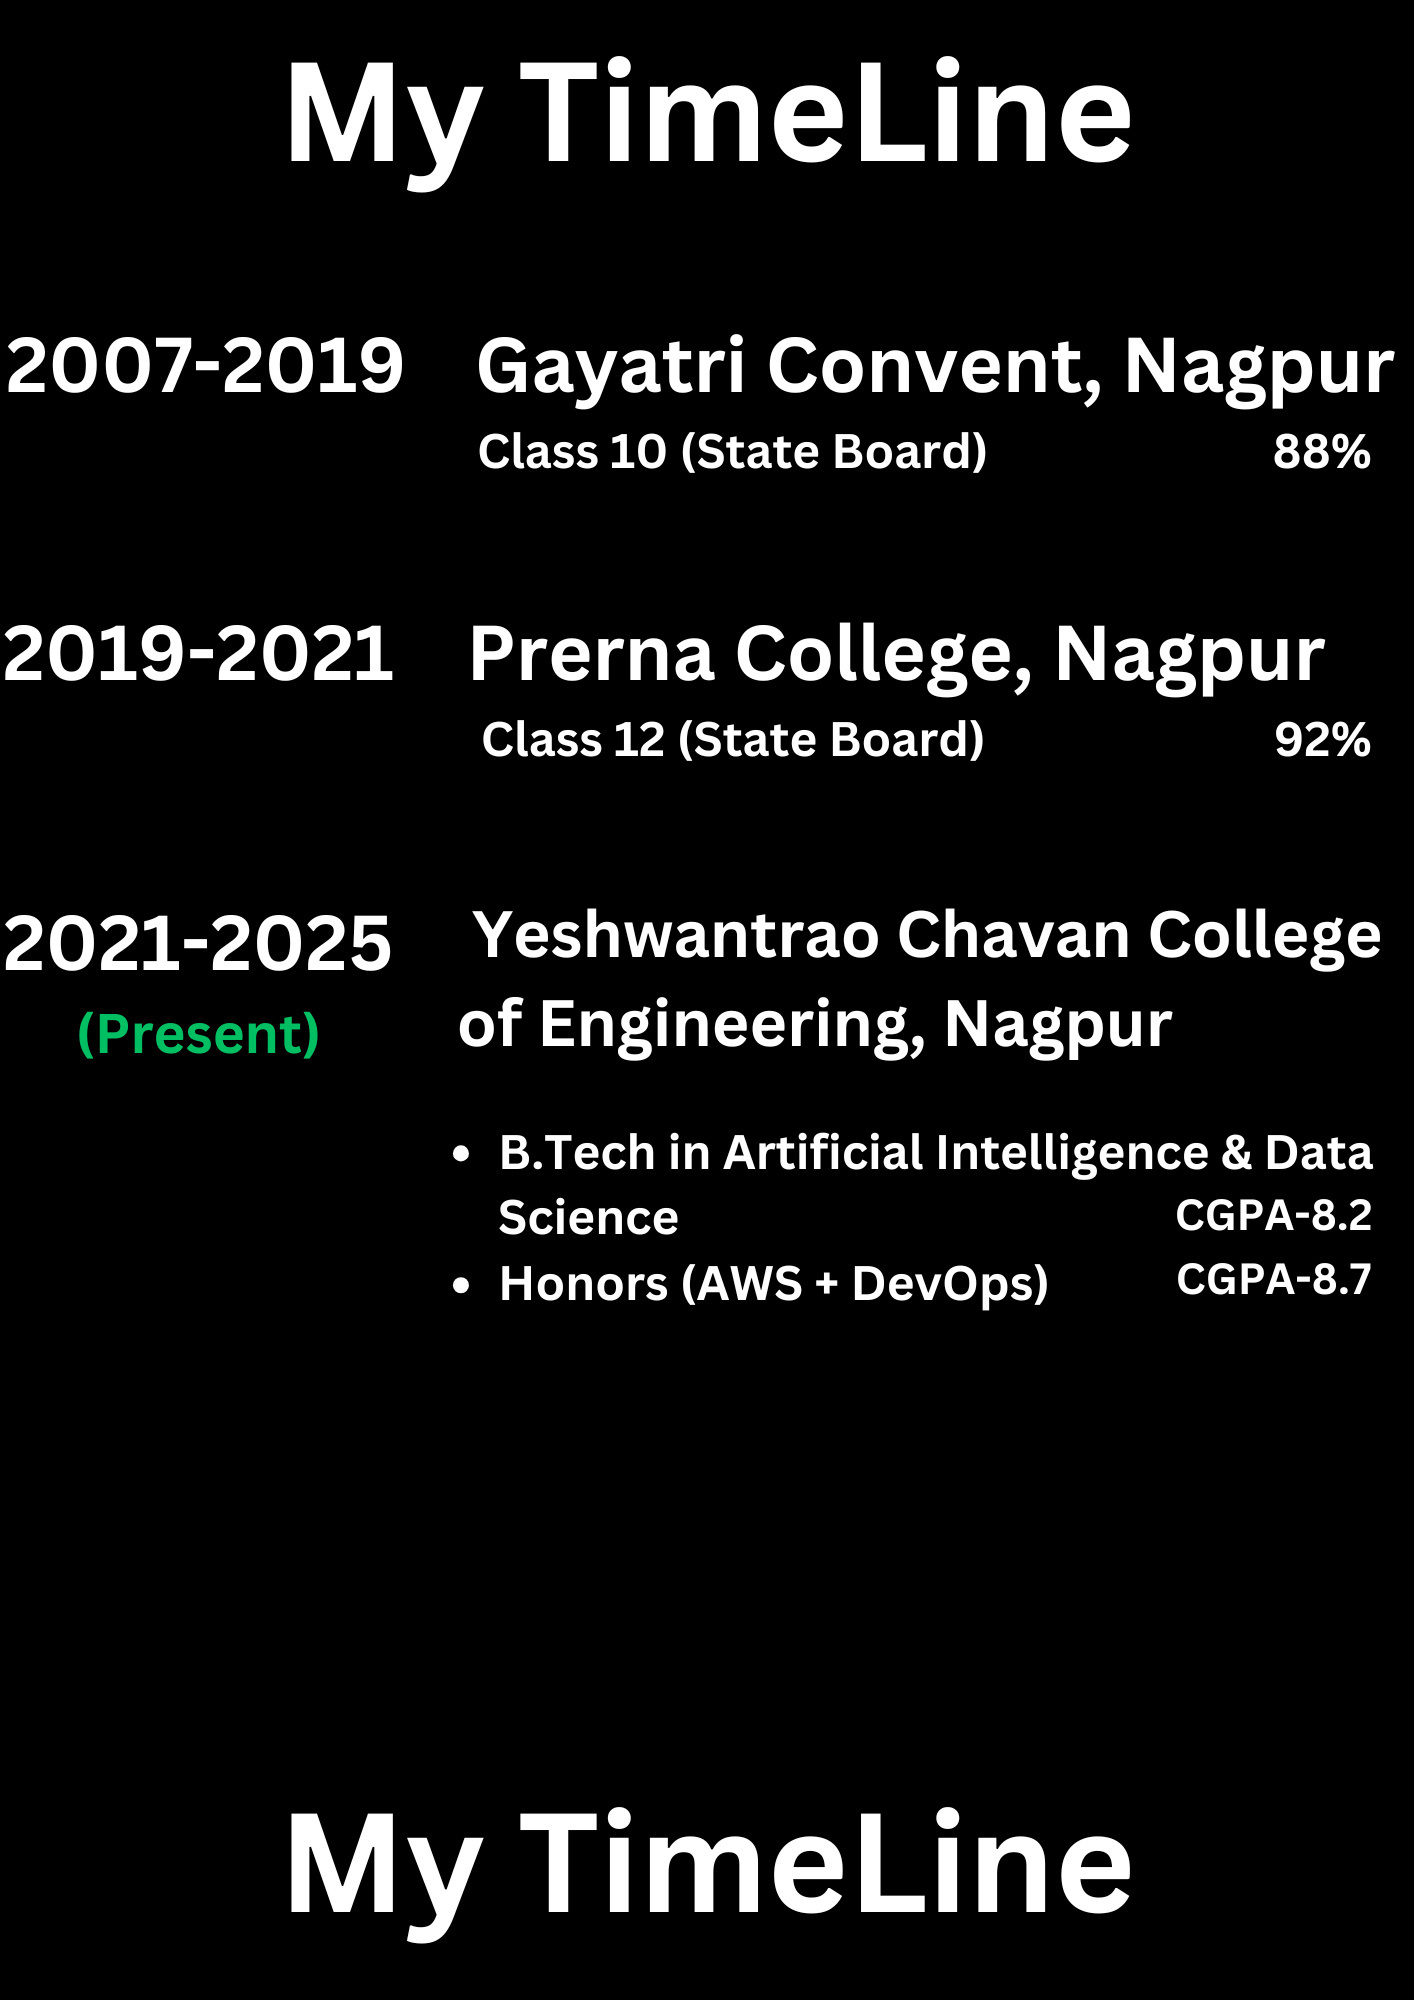 My TimeLine
2007-2019 Gayatri Convent, Nagpur
Class 10 (State Board) 88%
2019-2021 Prerna College, Nagpur
Class 12 (State Board) 92%
2021-2025 Yeshwantrao Chavan College
(Present) of Engineering, Nagpur
• B.Tech in Artificial Intelligence & Data
Science CGPA-8.2
• Honors (AWS + DevOps) CGPA-8.7
My TimeLine